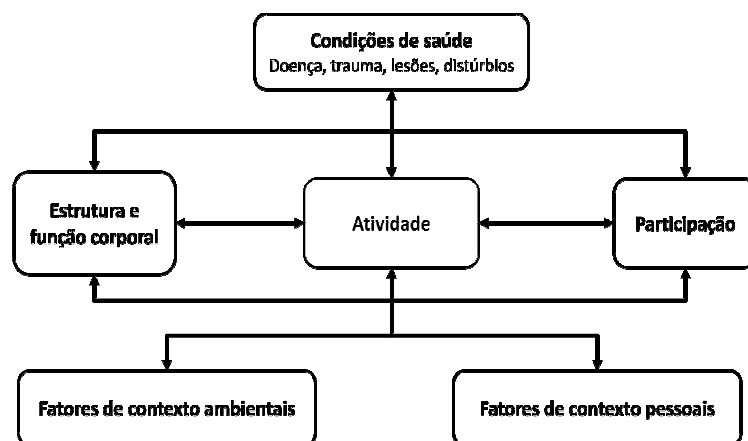 Condições de saúde
Doença, trauma, lesões, distúrbios
Estrutura e
função corporal
Atividade
Participação
Fatores de contexto ambientais
Fatores de contexto pessoais